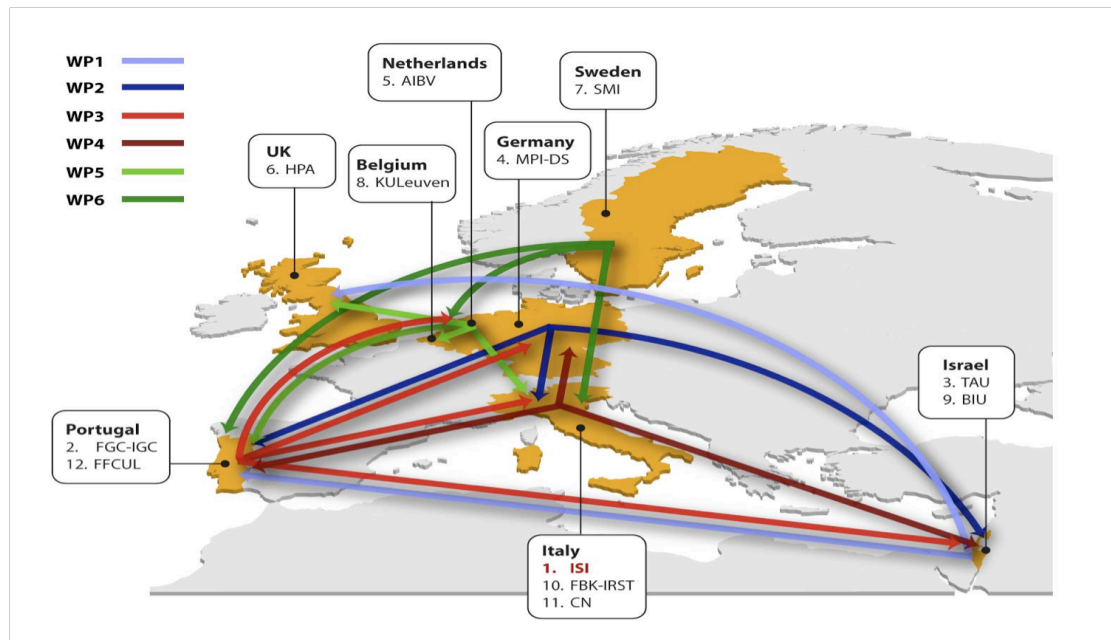 WP1
WP2
WP3
WP4
WP5
WP6
Netherlands
5. AIBV
Sweden
7. SMI
UK
6. HPA
Belgium
8. KULeuven
Germany
4. MPI-DS
Israel
3. TAU
9. BIU
Portugal
2. FGC-IGC
12. FFCUL
Italy
1. ISI
10. FBK-IRST
11. CN